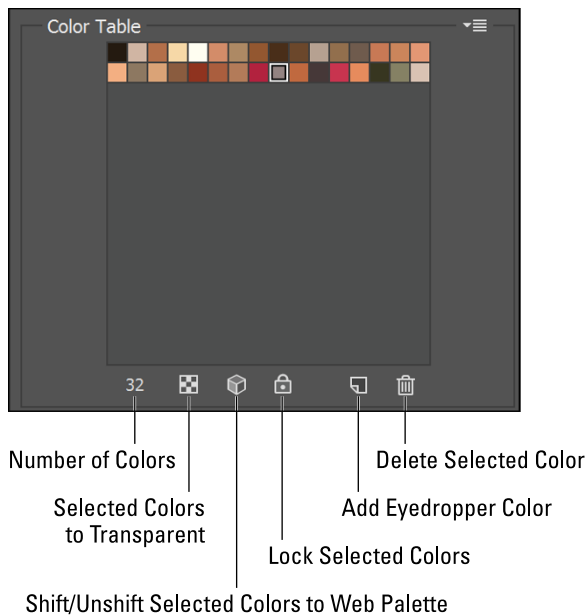 Color Table
32
Number of Colors
Delete Selected Color
Selected Colors
to Transparent
Add Eyedropper Color
Lock Selected Colors
Shift/Unshift Selected Colors to Web Palette